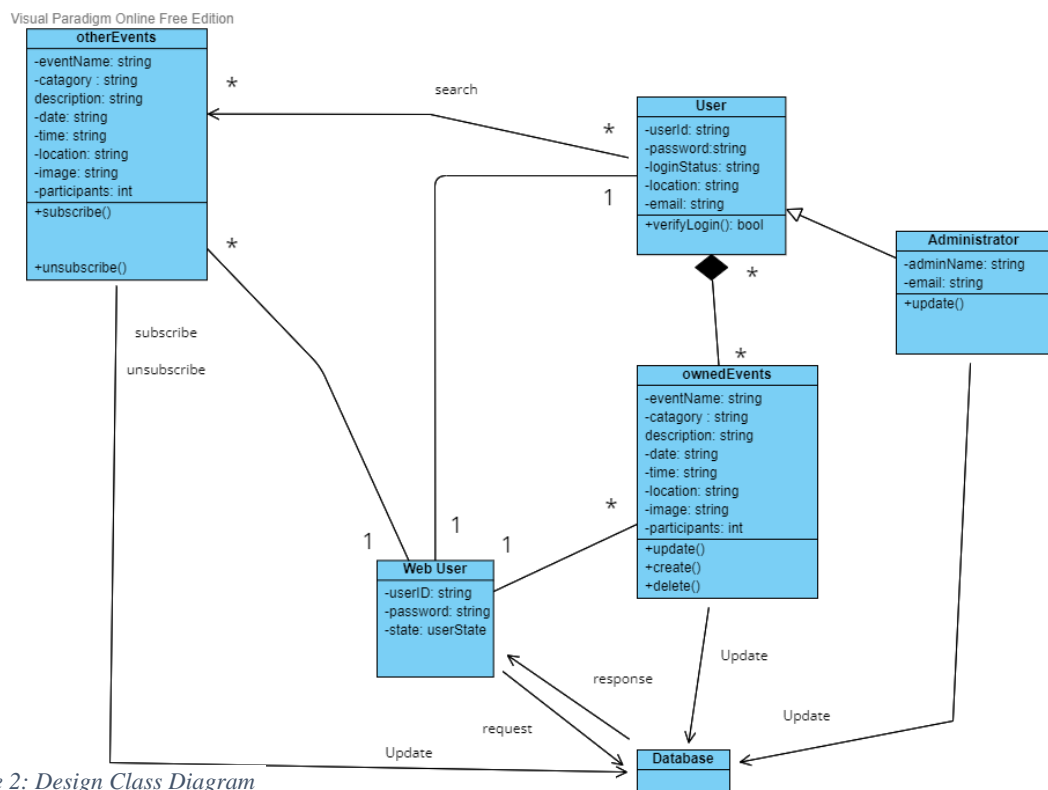 Visual Paradigm Online Free Edition
otherEvents
-eventName: string
-catagory : string
description: string
-date: string
-time: string
-location: string
-image: string
-participants: int
+subscribe()
+unsubscribe()
*
search
*
User
-userId: string
-password:string
-loginStatus: string
-location: string
-email: string
+verifyLogin(): bool
1
*
Administrator
-adminName: string
-email: string
+update()
*
subscribe
unsubscribe
*
ownedEvents
-eventName: string
-catagory : string
description: string
-date: string
-time: string
-location: string
-image: string
-participants: int
+update()
+create()
+delete()
*
1
1
1
Web User
-userID: string
-password: string
-state: userState
response
request
Update
Update
Update
Database
2: Design Class Diagram